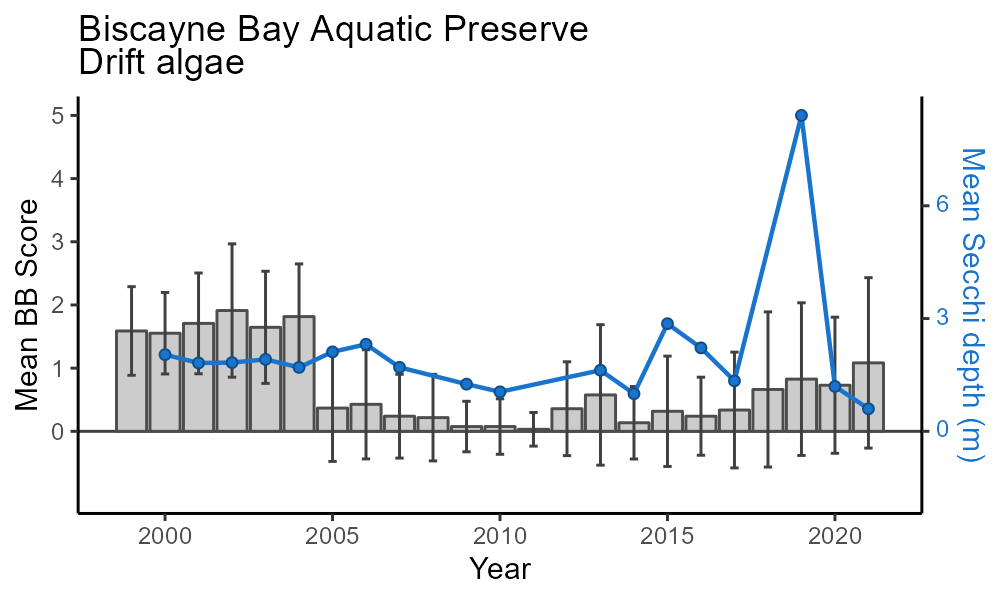 Biscayne Bay Aquatic Preserve
Drift algae
Mean BB Score
5
4
3
2
1
0
6
3
0
Mean Secchi depth (m)
2000
2005
2010
2015
2020
Year